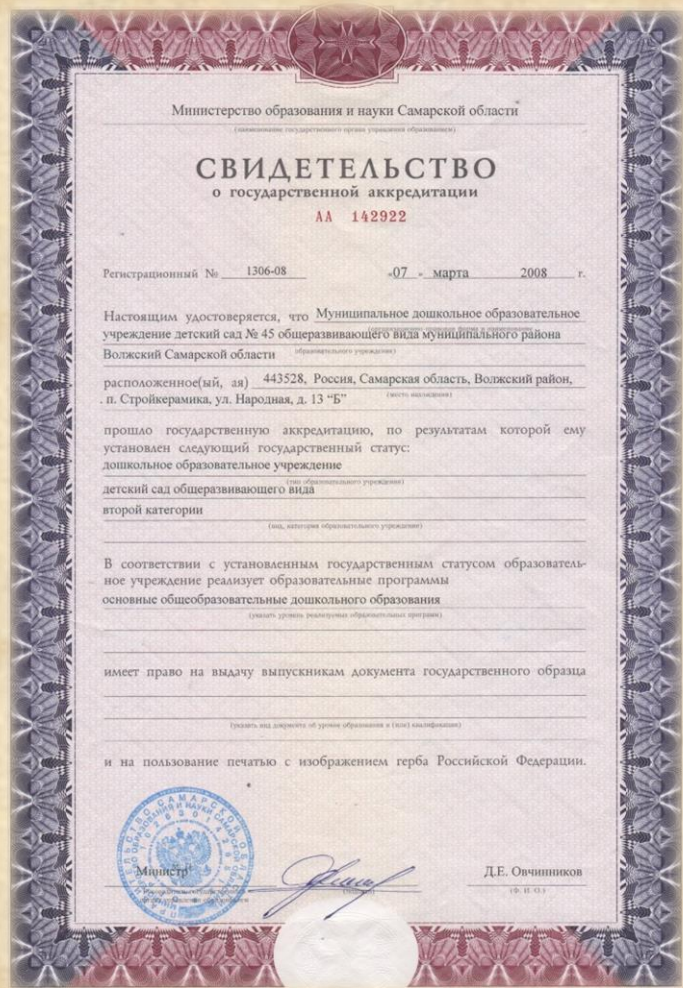 Министерство образования и науки Самарской области
(наименование государственного органа управления образованием)
СВИДЕТЕЛЬСТВО
о государственной аккредитации
АА 142922
Регистрационный № 1306-08 «07 » марта 2008 г.
Настоящим удостоверяется, что Муниципальное дошкольное образовательное
учреждение детский сад № 45 общеразвивающего вида муниципального района
Волжский Самарской области
образовательного учреждения)
расположенное(ый, ая) 443528, Россия, Самарская область, Волжский район,
(место нахождения)
. п. Стройкерамика, ул. Народная, д. 13 “Б”
прошло государственную аккредитацию, по результатам которой ему
установлен следующий государственный статус:
дошкольное образовательное учреждение
(тип образовательного учреждения)
детский сад общеразвивающего вида
второй категории
(вид, категория образовательного учреждения)
В соответствии с установленным государственным статусом образователь-
ное учреждение реализует образовательные программы
основные общеобразовательные дошкольного образования
(указать уровень реализуемых образовательных программ)
имеет право на выдачу выпускникам документа государственного образца
(указать вид документа об уровне образования и (или) квалификации)
и на пользование печатью с изображением герба Российской Федерации.
Министр
Д.Е. Овчинников
(Ф. И. О.)